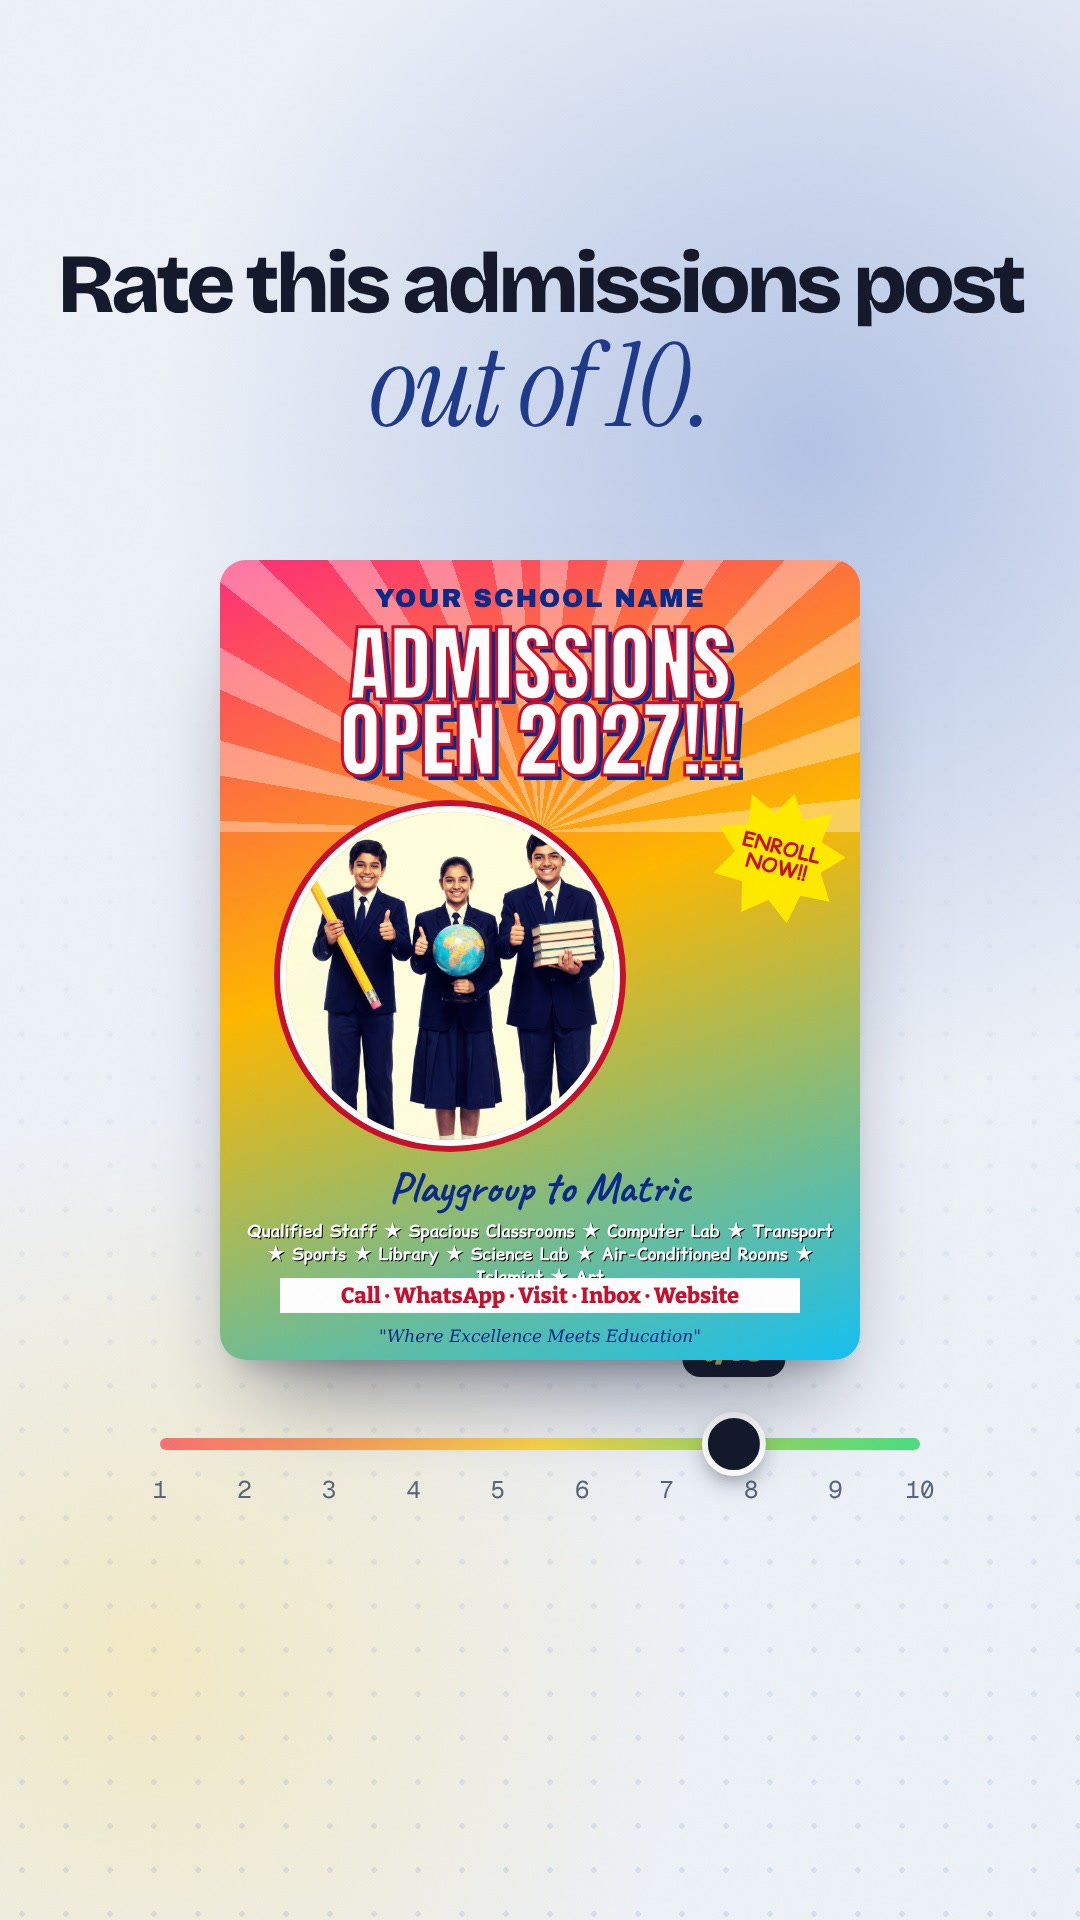 Rate this admissions post
out of 10.
YOUR SCHOOL NAME
ADMISSIONS
OPEN 2027!!!
ENROLL
NOW!!
Playgroup to Matric
Qualified Staff ★ Spacious Classrooms ★ Computer Lab ★ Transport
★ Sports ★ Library ★ Science Lab ★ Air-Conditioned Rooms ★
Call · WhatsApp · Visit · Inbox · Website
"Where Excellence Meets Education"
1 2 3 4 5 6 7 8 9 10